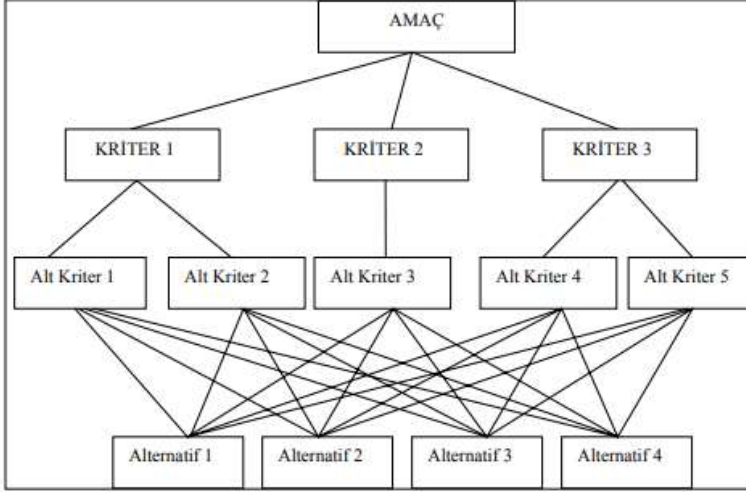 AMAÇ
KRİTER 1
KRİTER 2
KRİTER 3
Alt Kriter 1
Alt Kriter 2
Alt Kriter 3
Alt Kriter 4
Alt Kriter 5
Alternatif 1
Alternatif 2
Alternatif 3
Alternatif 4